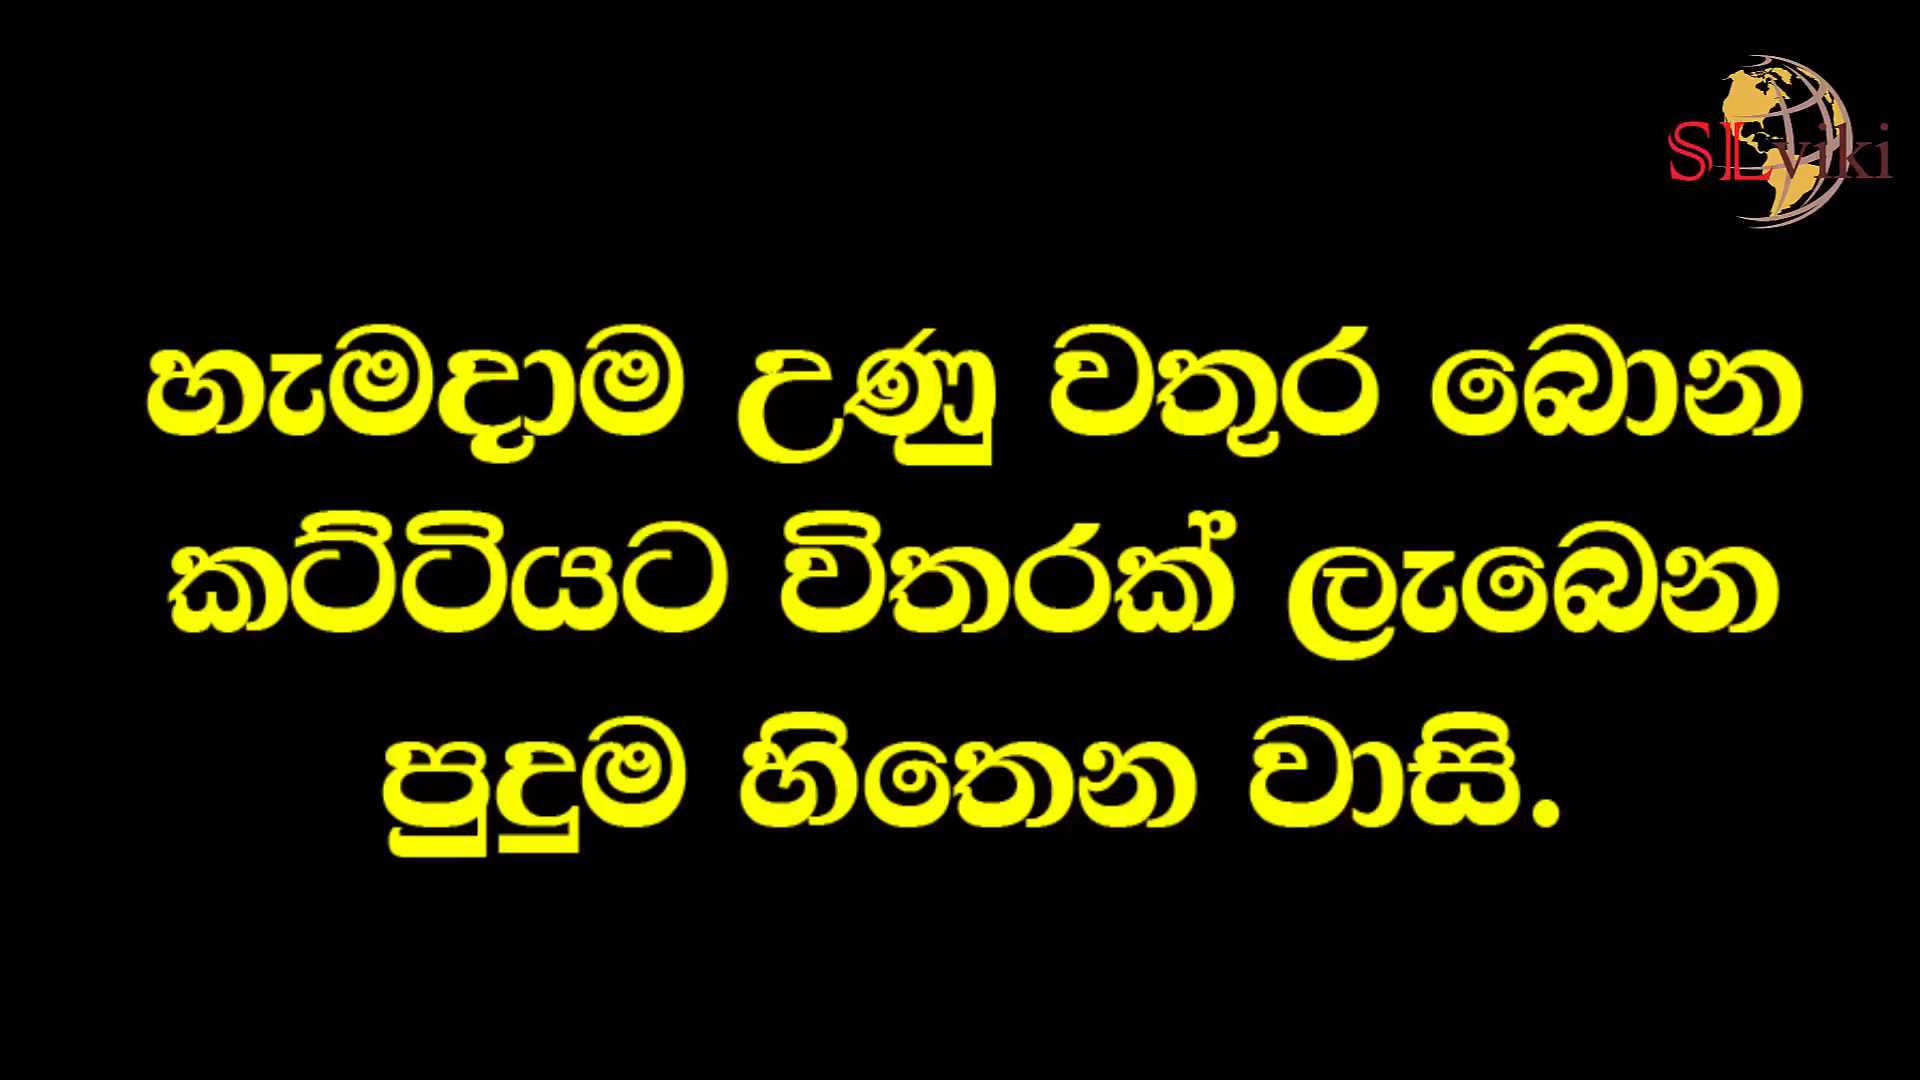 SLviki
හැමදාම උණු වතුර බොන
කට්ටියට විතරක් ලැබෙන
පුදුම හිතෙන වාසි.